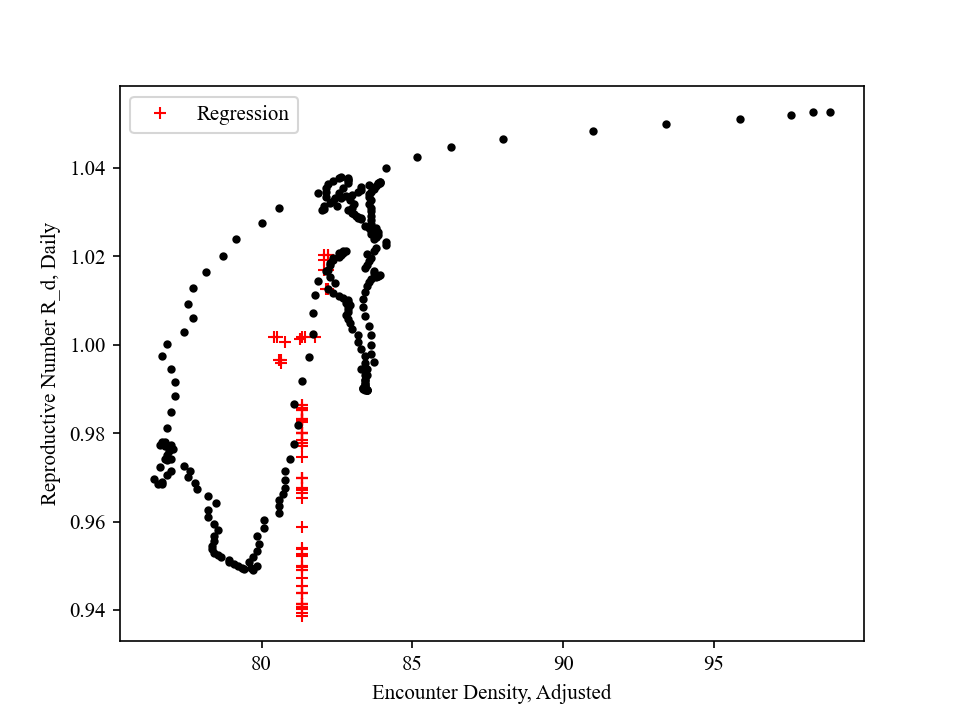 Regression
1.04
1.02
1.00
0.98
0.96
0.94
Reproductive Number R_d, Daily
80 85 90 95
Encounter Density, Adjusted